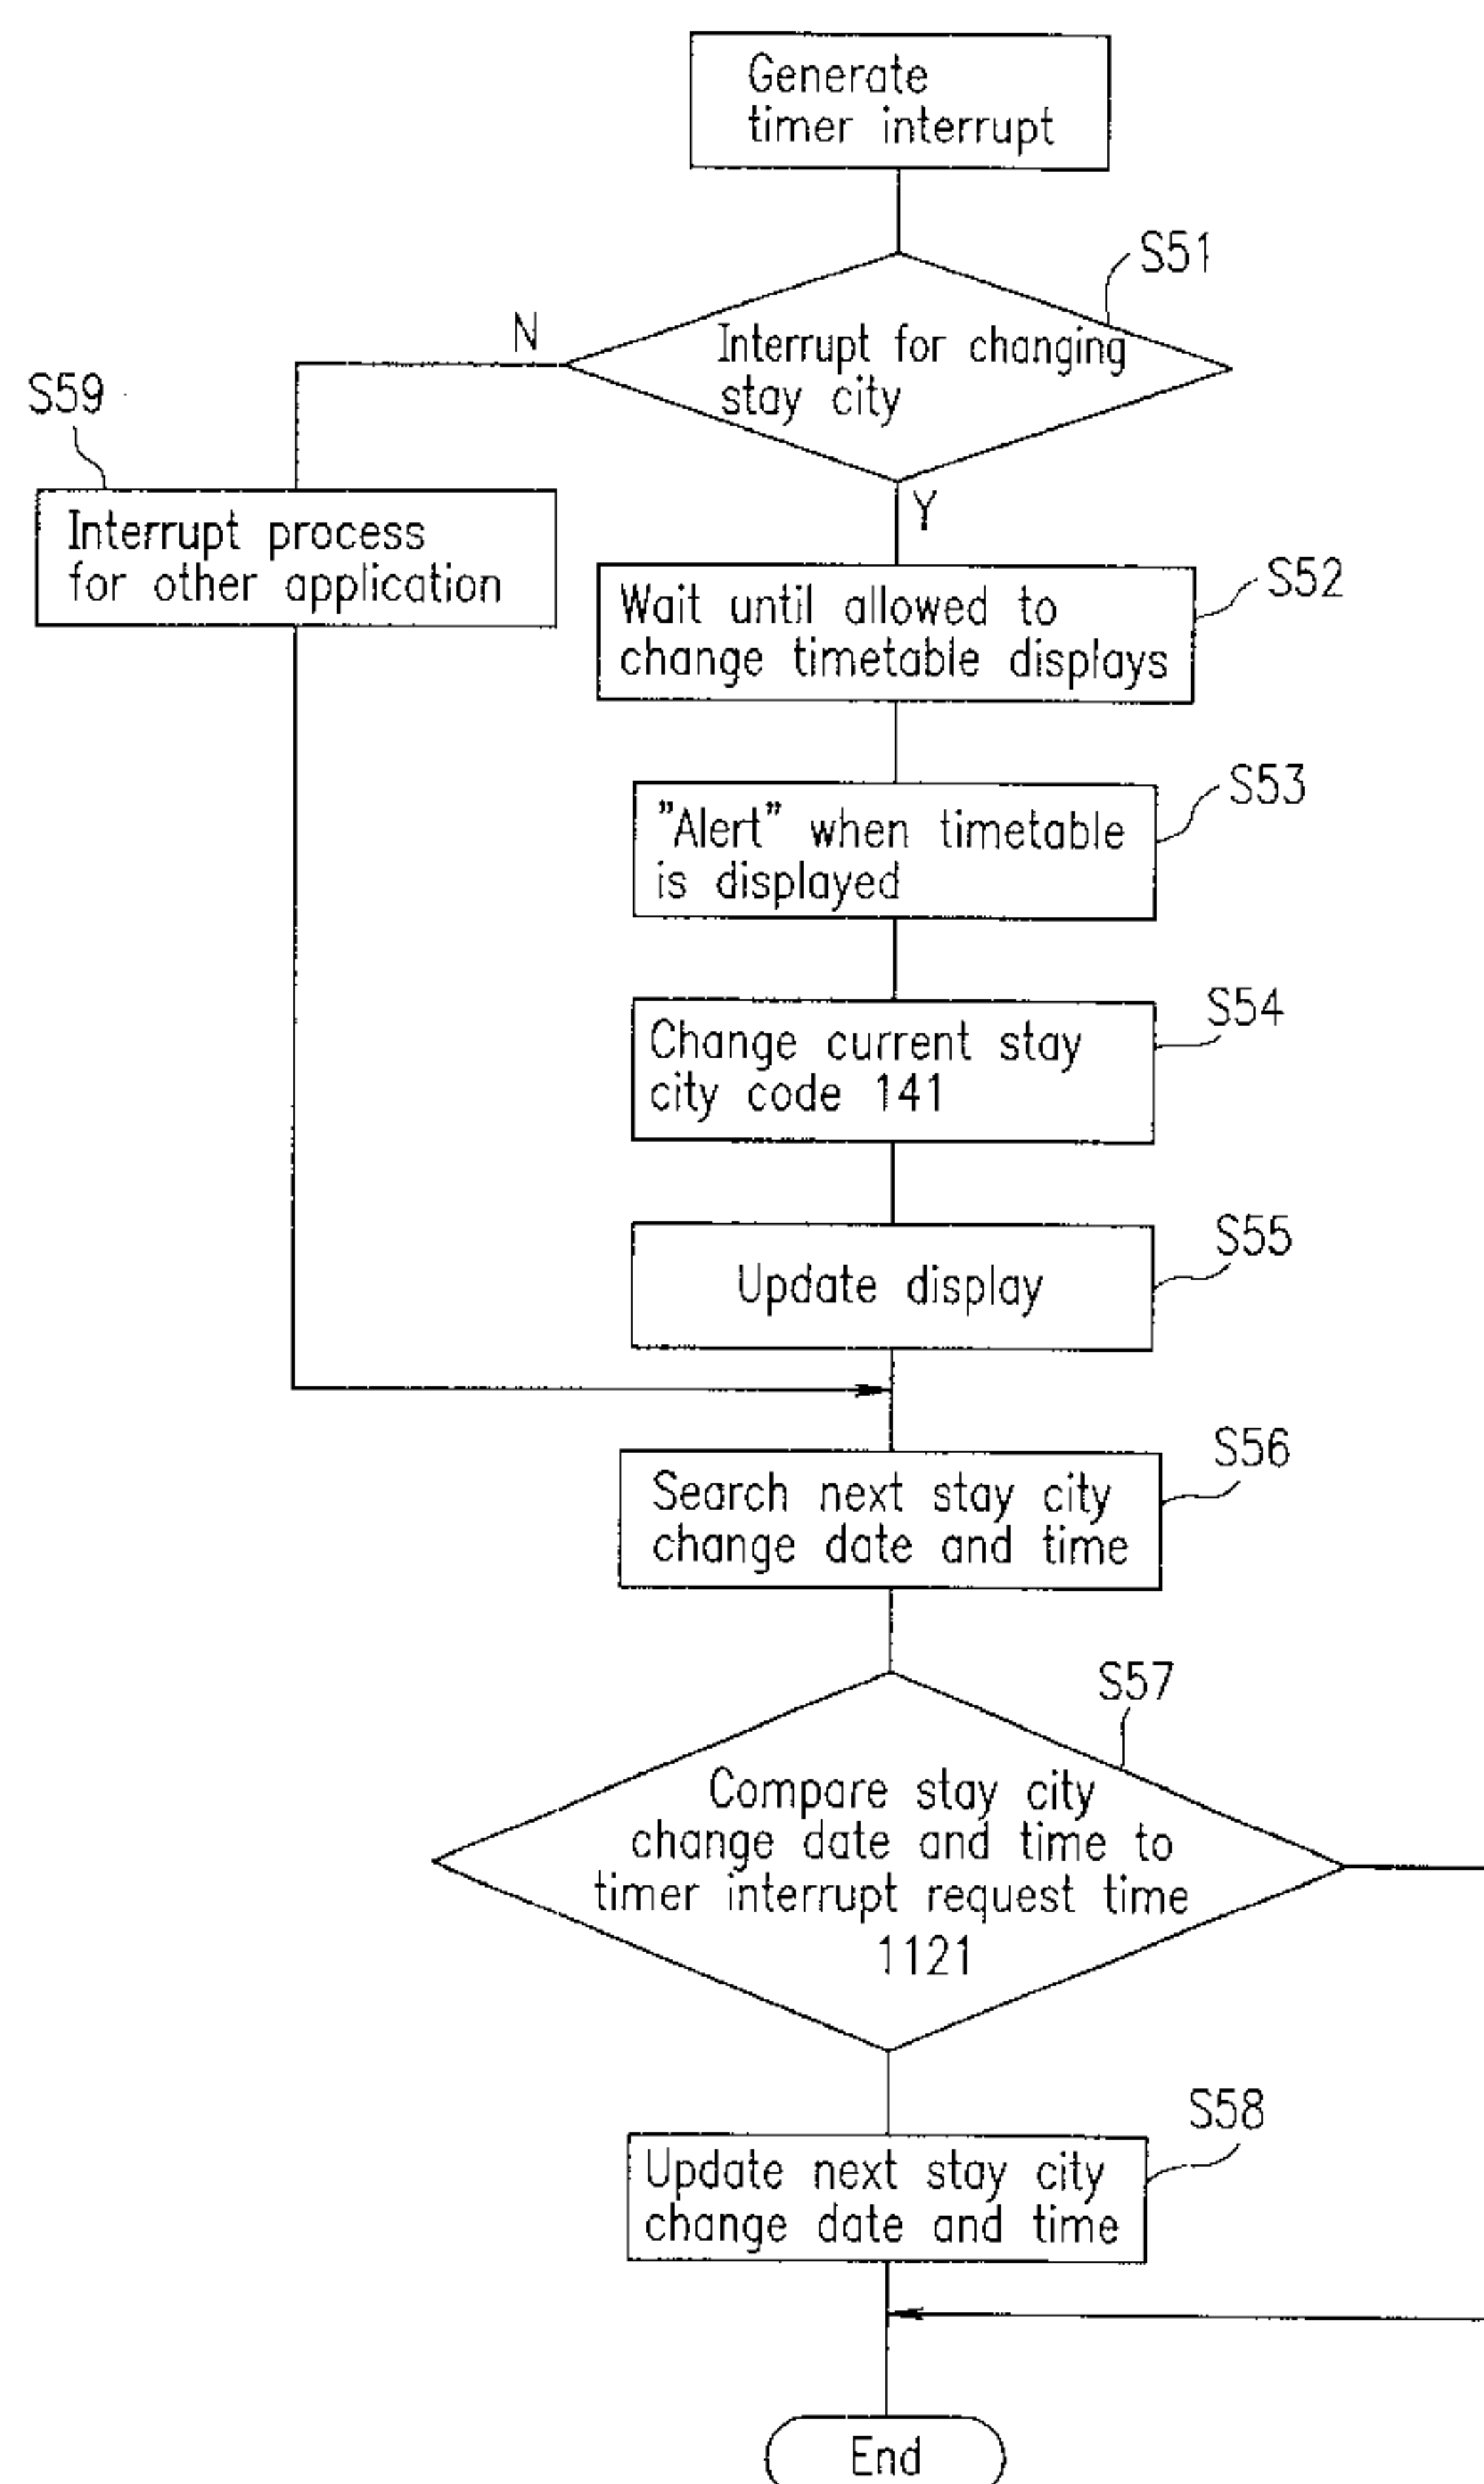 Generate
timer interrupt
S51
Interrupt for changing
stay city
N
S59
Interrupt process
for other application
Y
S52
Wait until allowed to
change timetable displays
S53
"Alert" when timetable
is displayed
S54
Change current stay
city code 141
S55
Update display
S56
Search next stay city
change date and time
S57
Compare stay city
change date and time to
timer interrupt request time
1121
S58
Update next stay city
change date and time
End